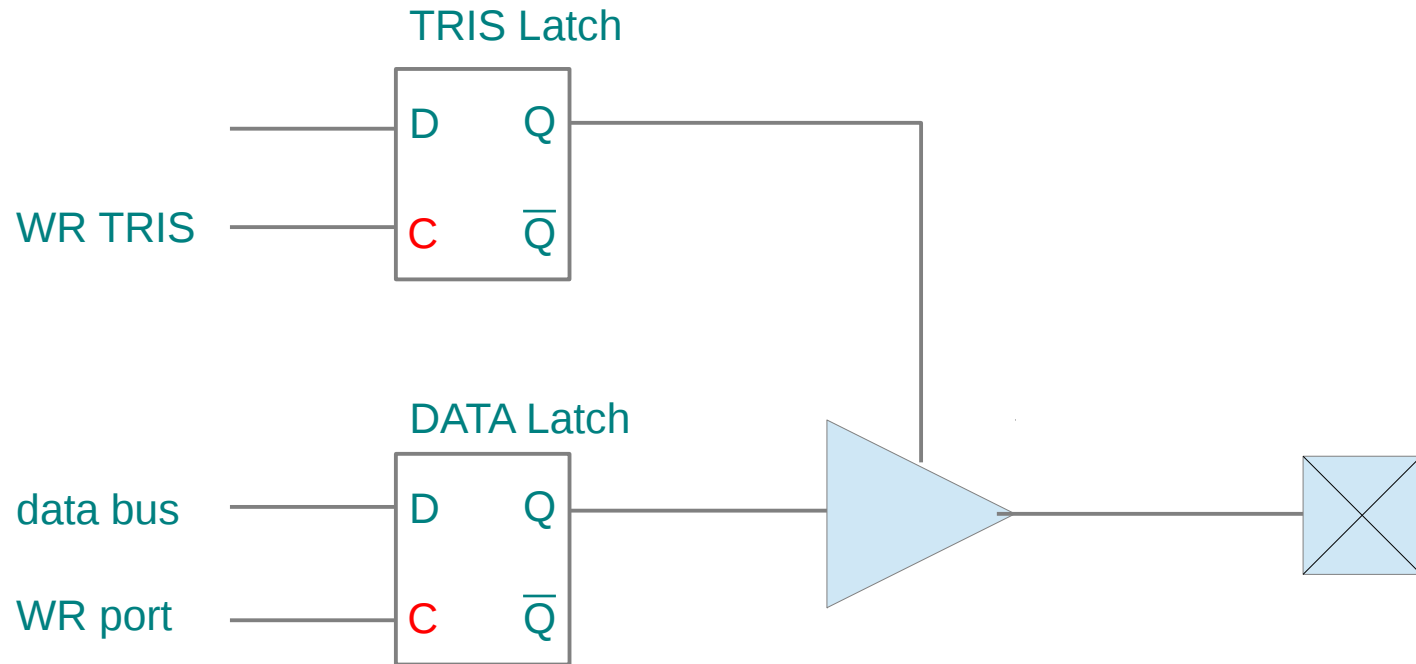 TRIS Latch
D Q
WR TRIS
C Q̅
DATA Latch
data bus
D Q
WR port
C Q̅